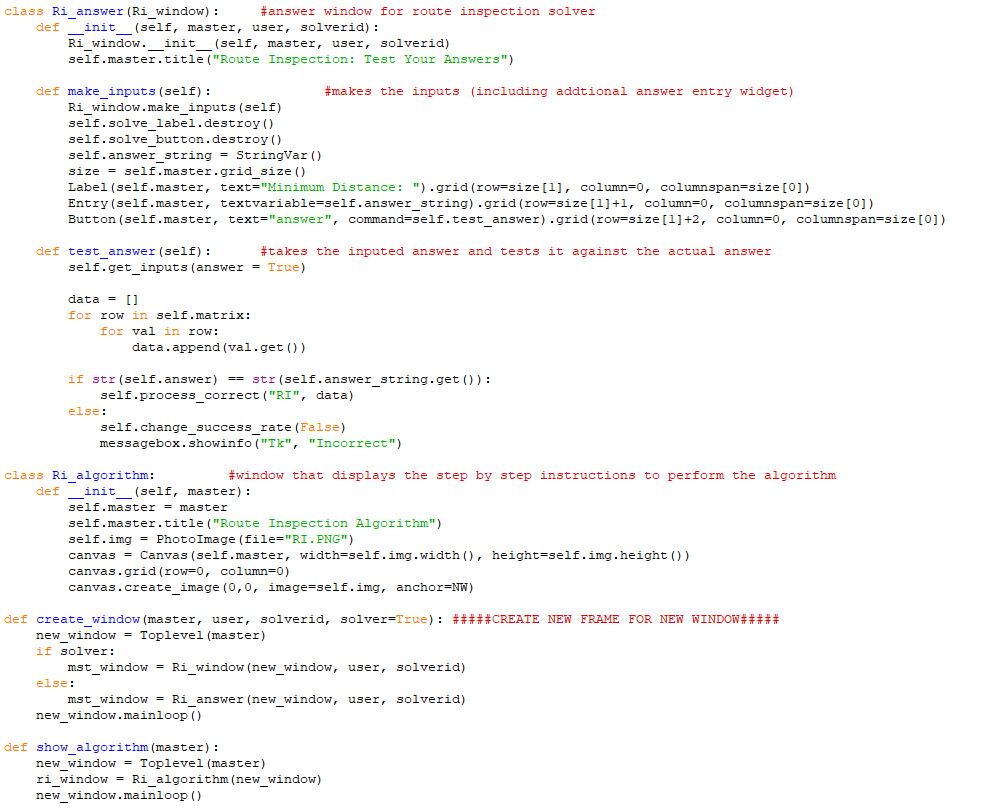 class Ri_answer(Ri_window):     #answer window for route inspection solver
    def __init__(self, master, user, solverid):
        Ri_window.__init__(self, master, user, solverid)
        self.master.title("Route Inspection: Test Your Answers")

    def make_inputs(self):              #makes the inputs (including addtional answer entry widget)
        Ri_window.make_inputs(self)
        self.solve_label.destroy()
        self.solve_button.destroy()
        self.answer_string = StringVar()
        size = self.master.grid_size()
        Label(self.master, text="Minimum Distance: ").grid(row=size[1], column=0, columnspan=size[0])
        Entry(self.master, textvariable=self.answer_string).grid(row=size[1]+1, column=0, columnspan=size[0])
        Button(self.master, text="answer", command=self.test_answer).grid(row=size[1]+2, column=0, columnspan=size[0])

    def test_answer(self):      #takes the inputed answer and tests it against the actual answer
        self.get_inputs(answer = True)

        data = []
        for row in self.matrix:
            for val in row:
                data.append(val.get())

        if str(self.answer) == str(self.answer_string.get()):
            self.process_correct("RI", data)
        else:
            self.change_success_rate(False)
            messagebox.showinfo("Tk", "Incorrect")

class Ri_algorithm:         #window that displays the step by step instructions to perform the algorithm
    def __init__(self, master):
        self.master = master
        self.master.title("Route Inspection Algorithm")
        self.img = PhotoImage(file="RI.PNG")
        canvas = Canvas(self.master, width=self.img.width(), height=self.img.height())
        canvas.grid(row=0, column=0)
        canvas.create_image(0,0, image=self.img, anchor=NW)

def create_window(master, user, solverid, solver=True): #####CREATE NEW FRAME FOR NEW WINDOW#####
    new_window = Toplevel(master)
    if solver:
        mst_window = Ri_window(new_window, user, solverid)
    else:
        mst_window = Ri_answer(new_window, user, solverid)
    new_window.mainloop()

def show_algorithm(master):
    new_window = Toplevel(master)
    ri_window = Ri_algorithm(new_window)
    new_window.mainloop()